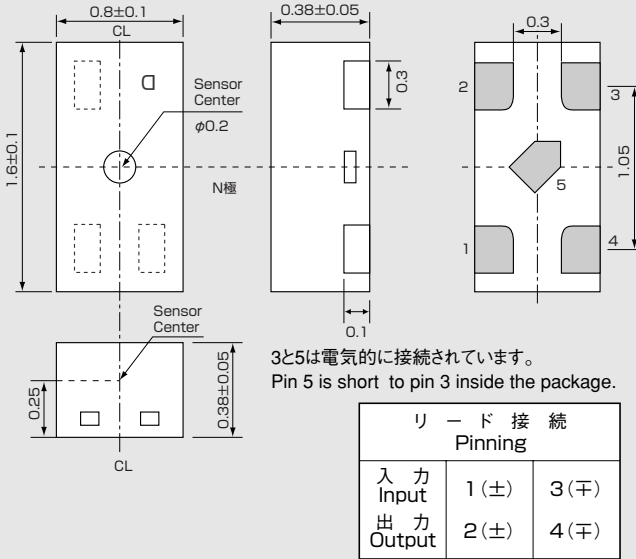 0.8±0.1
CL
0.38±0.05
0.3
D
Sensor
Center
φ0.2
0.3
2
3
1.6±0.1
N極
5
1.05
1
4
0.1
Sensor
Center
0.25
0.38±0.05
CL
3と5は電気的に接続されています。
Pin 5 is short to pin 3 inside the package.
リード接続
Pinning
入力 1(±) 3(∓)
Input
出力 2(±) 4(∓)
Output